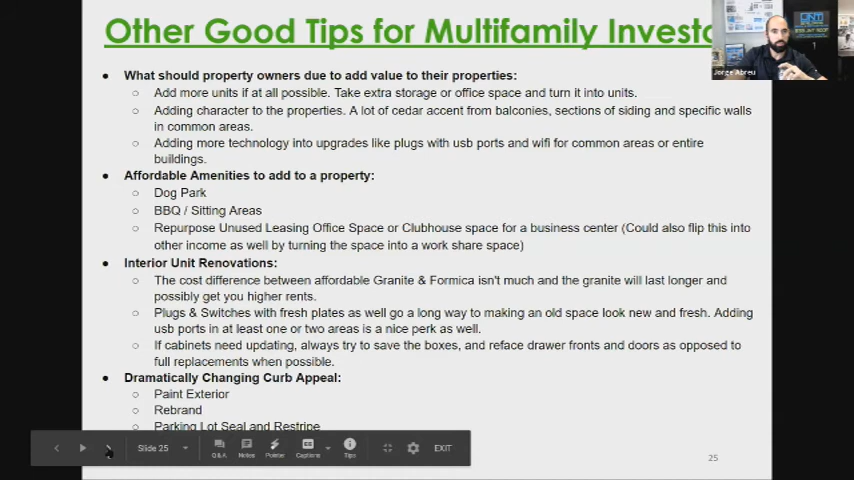 Other Good Tips for Multifamily Investo
Jorge Abreu
● What should property owners due to add value to their properties:
○ Add more units if at all possible. Take extra storage or office space and turn it into units.
○ Adding character to the properties. A lot of cedar accent from balconies, sections of siding and specific walls
in common areas.
○ Adding more technology into upgrades like plugs with usb ports and wifi for common areas or entire
buildings.
● Affordable Amenities to add to a property:
○ Dog Park
○ BBQ / Sitting Areas
○ Repurpose Unused Leasing Office Space or Clubhouse space for a business center (Could also flip this into
other income as well by turning the space into a work share space)
● Interior Unit Renovations:
○ The cost difference between affordable Granite & Formica isn't much and the granite will last longer and
possibly get you higher rents.
○ Plugs & Switches with fresh plates as well go a long way to making an old space look new and fresh. Adding
usb ports in at least one or two areas is a nice perk as well.
○ If cabinets need updating, always try to save the boxes, and reface drawer fronts and doors as opposed to
full replacements when possible.
● Dramatically Changing Curb Appeal:
○ Paint Exterior
○ Rebrand
○ Parking Lot Seal and Restripe
Slide 25
Q&A
Notes
Pointer
Captions
Tips
EXIT
25